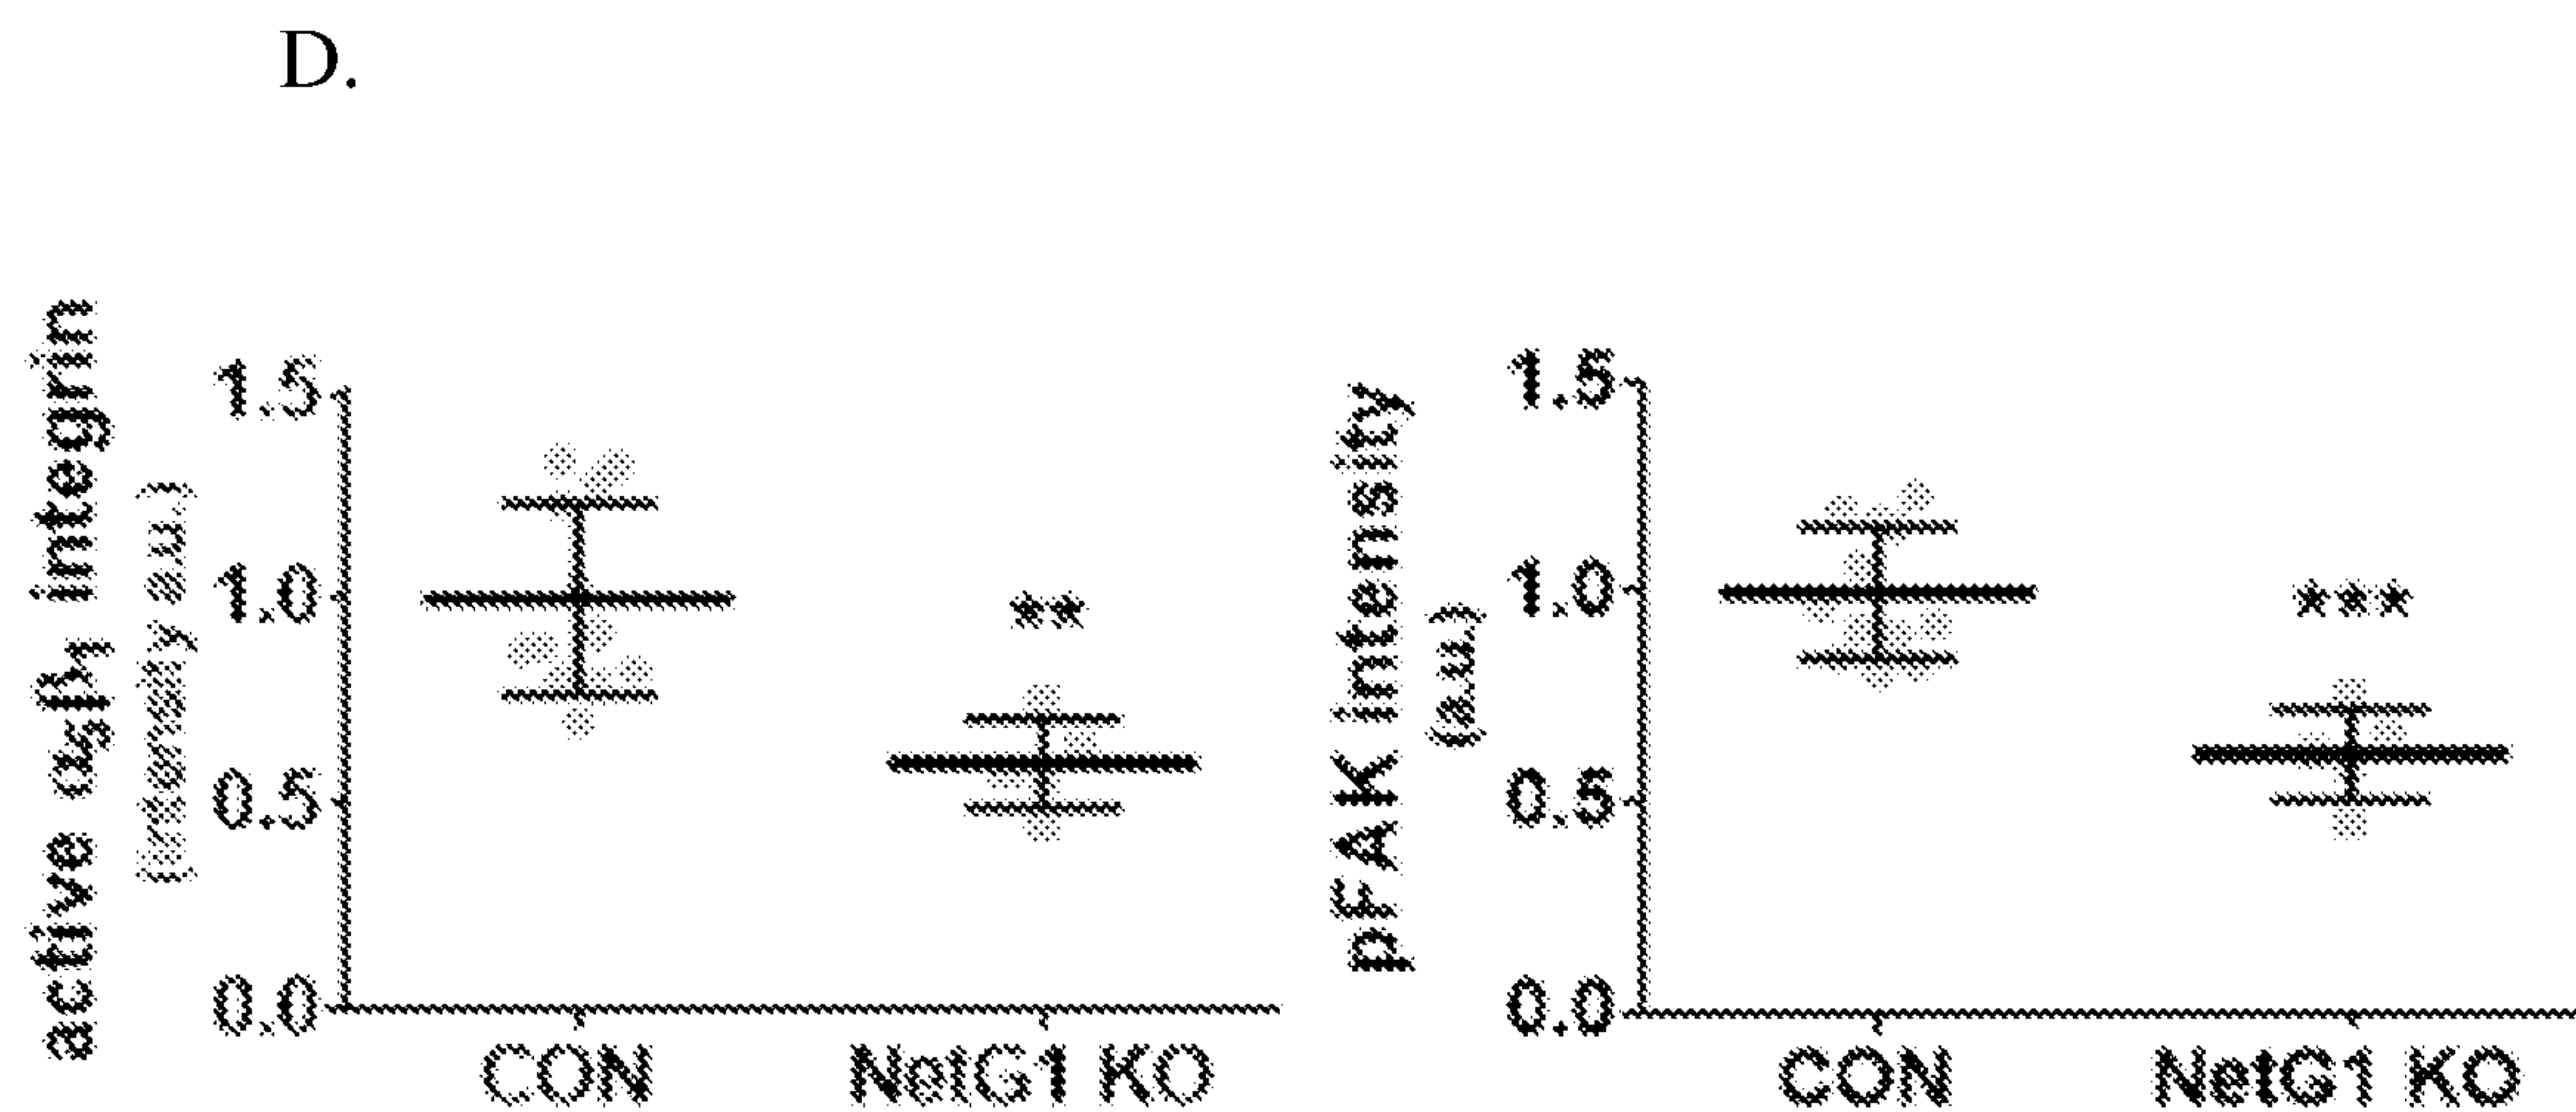 D.
active α5β1 integrin
(intensity a.u.)
1.5
1.0
0.5
0.0
**
CON NetG1 KO
pFAK intensity
(a.u.)
1.5
1.0
0.5
0.0
***
CON NetG1 KO